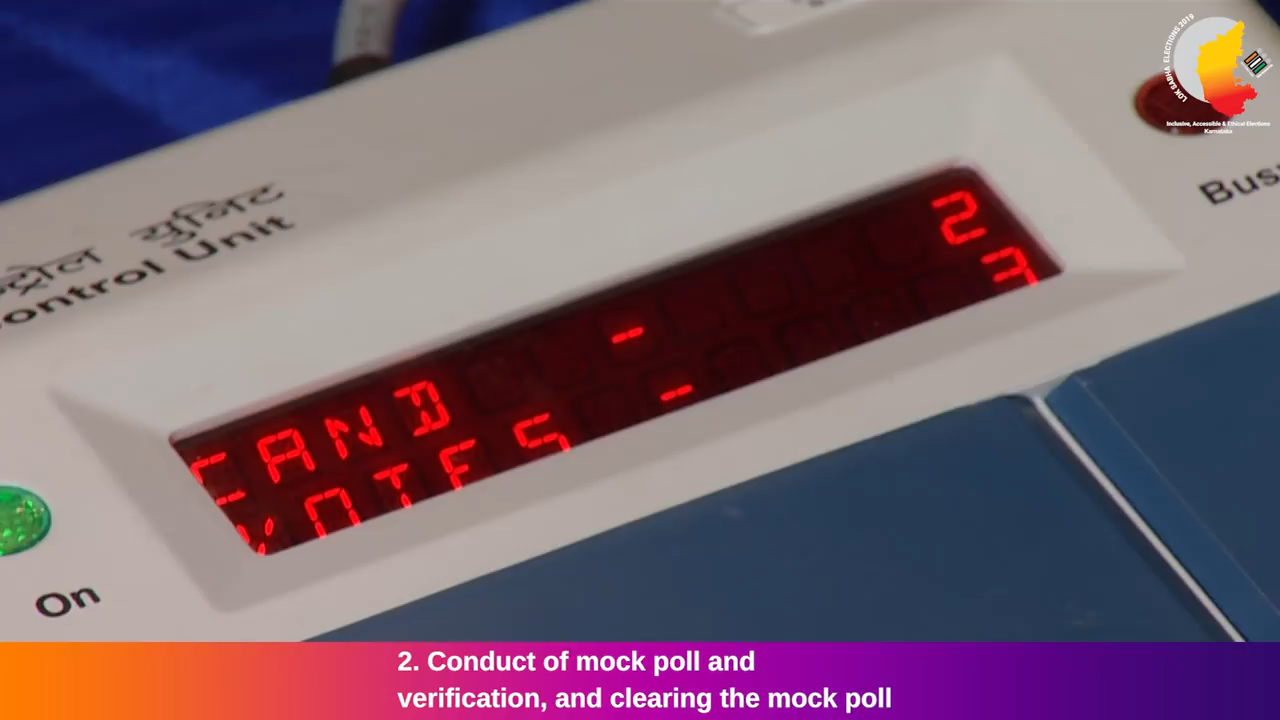 LOK SABHA ELECTIONS 2019
Inclusive, Accessible & Ethical Elections
Karnataka
यूनिट
Control Unit
Busy
CAND - 2
VOTES - 3
On
2. Conduct of mock poll and
verification, and clearing the mock poll